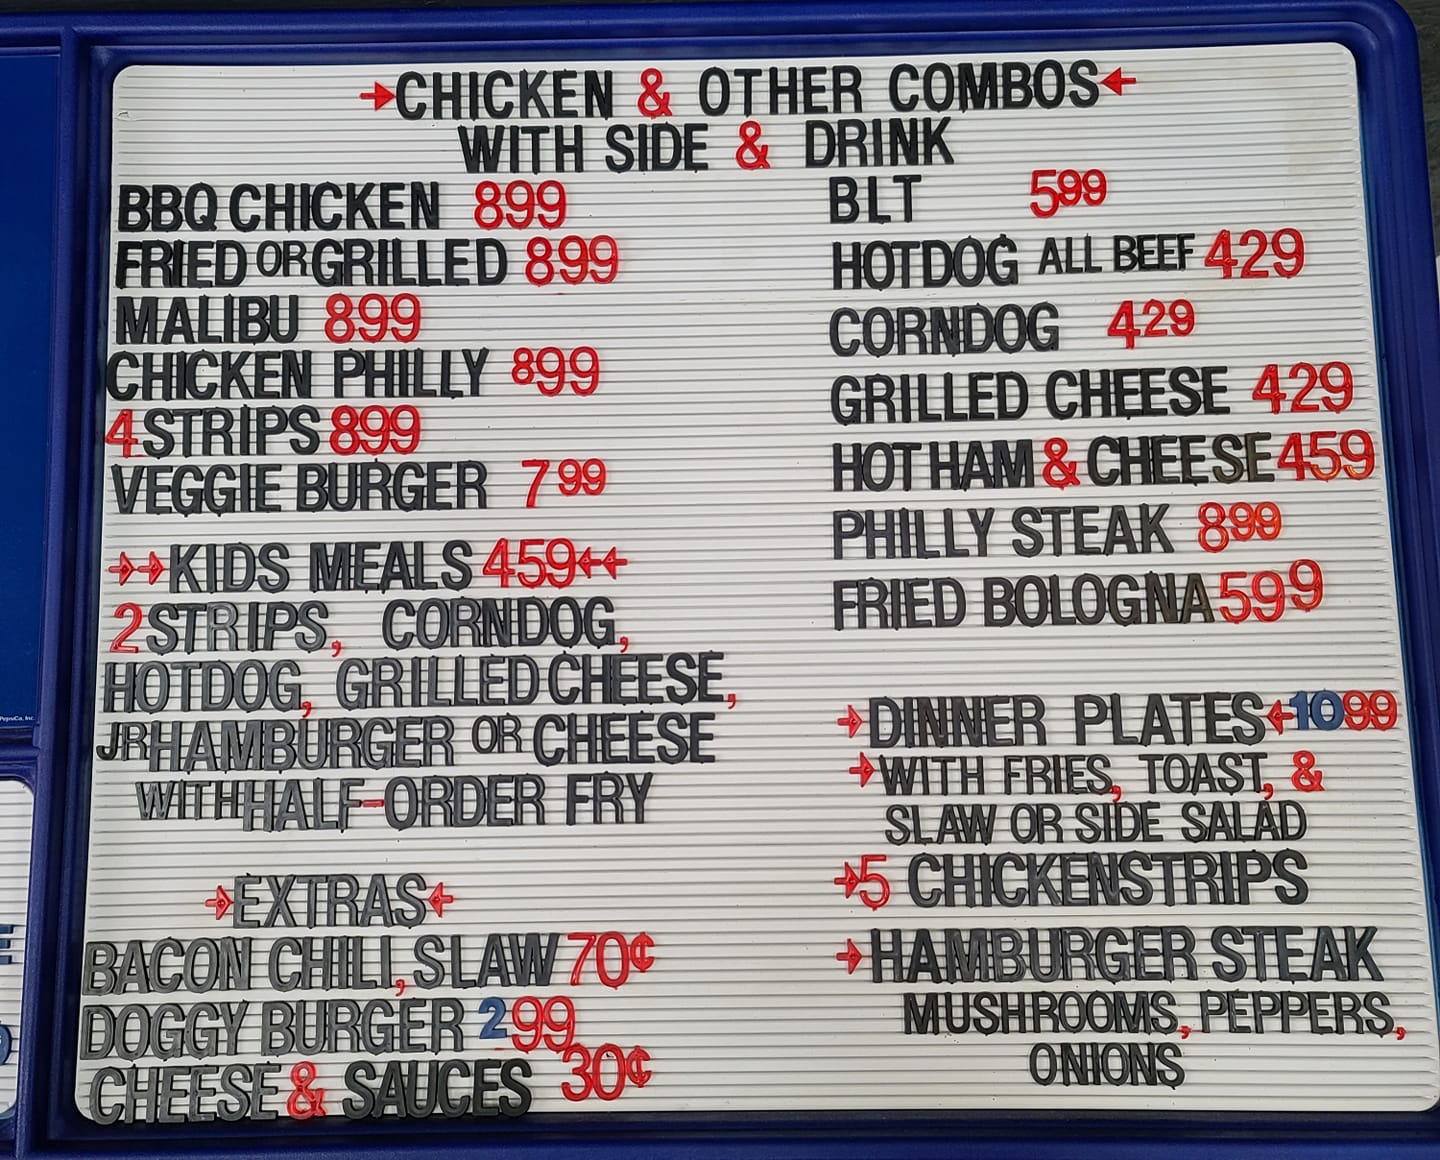 →CHICKEN & OTHER COMBOS←
WITH SIDE & DRINK
BBQ CHICKEN 899
FRIED OR GRILLED 899
MALIBU 899
CHICKEN PHILLY 899
4 STRIPS 899
VEGGIE BURGER 799
→→KIDS MEALS 459←←
2 STRIPS, CORNDOG,
HOTDOG, GRILLED CHEESE,
JR HAMBURGER OR CHEESE
WITH HALF-ORDER FRY
→EXTRAS←
BACON CHILI, SLAW 70¢
DOGGY BURGER 299
CHEESE & SAUCES 30¢
BLT 599
HOTDOG ALL BEEF 429
CORNDOG 429
GRILLED CHEESE 429
HOT HAM & CHEESE 459
PHILLY STEAK 899
FRIED BOLOGNA 599
→DINNER PLATES←1099
→WITH FRIES, TOAST, &
SLAW OR SIDE SALAD
→5 CHICKENSTRIPS
→HAMBURGER STEAK
MUSHROOMS, PEPPERS,
ONIONS
PepsiCo, Inc.